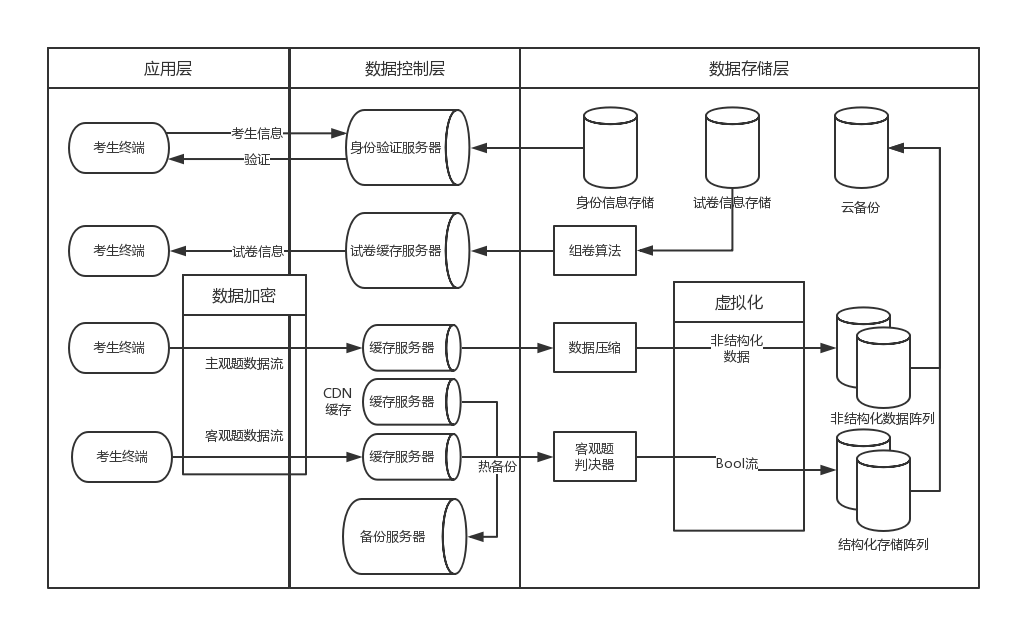 应用层
数据控制层
数据存储层
考生终端
考生信息
验证
身份验证服务器
身份信息存储
试卷信息存储
云备份
考生终端
试卷信息
试卷缓存服务器
组卷算法
数据加密
虚拟化
考生终端
主观题数据流
缓存服务器
数据压缩
非结构化
数据
非结构化数据阵列
CDN
缓存
缓存服务器
考生终端
客观题数据流
缓存服务器
热备份
客观题
判决器
Bool流
结构化存储阵列
备份服务器